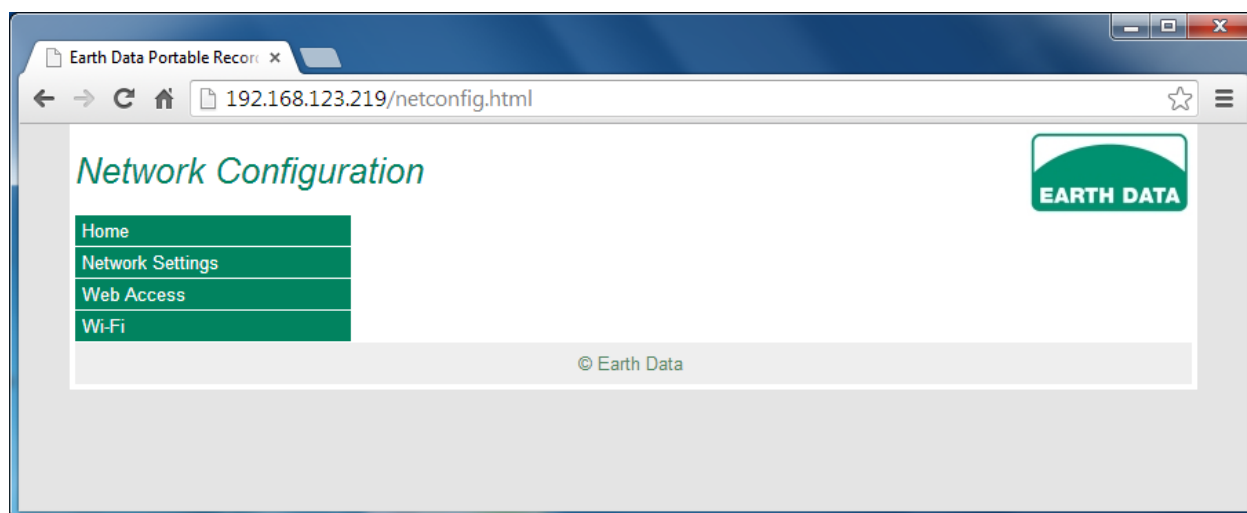 Earth Data Portable Recor
192.168.123.219/netconfig.html
Network Configuration
EARTH DATA
Home
Network Settings
Web Access
Wi-Fi
© Earth Data